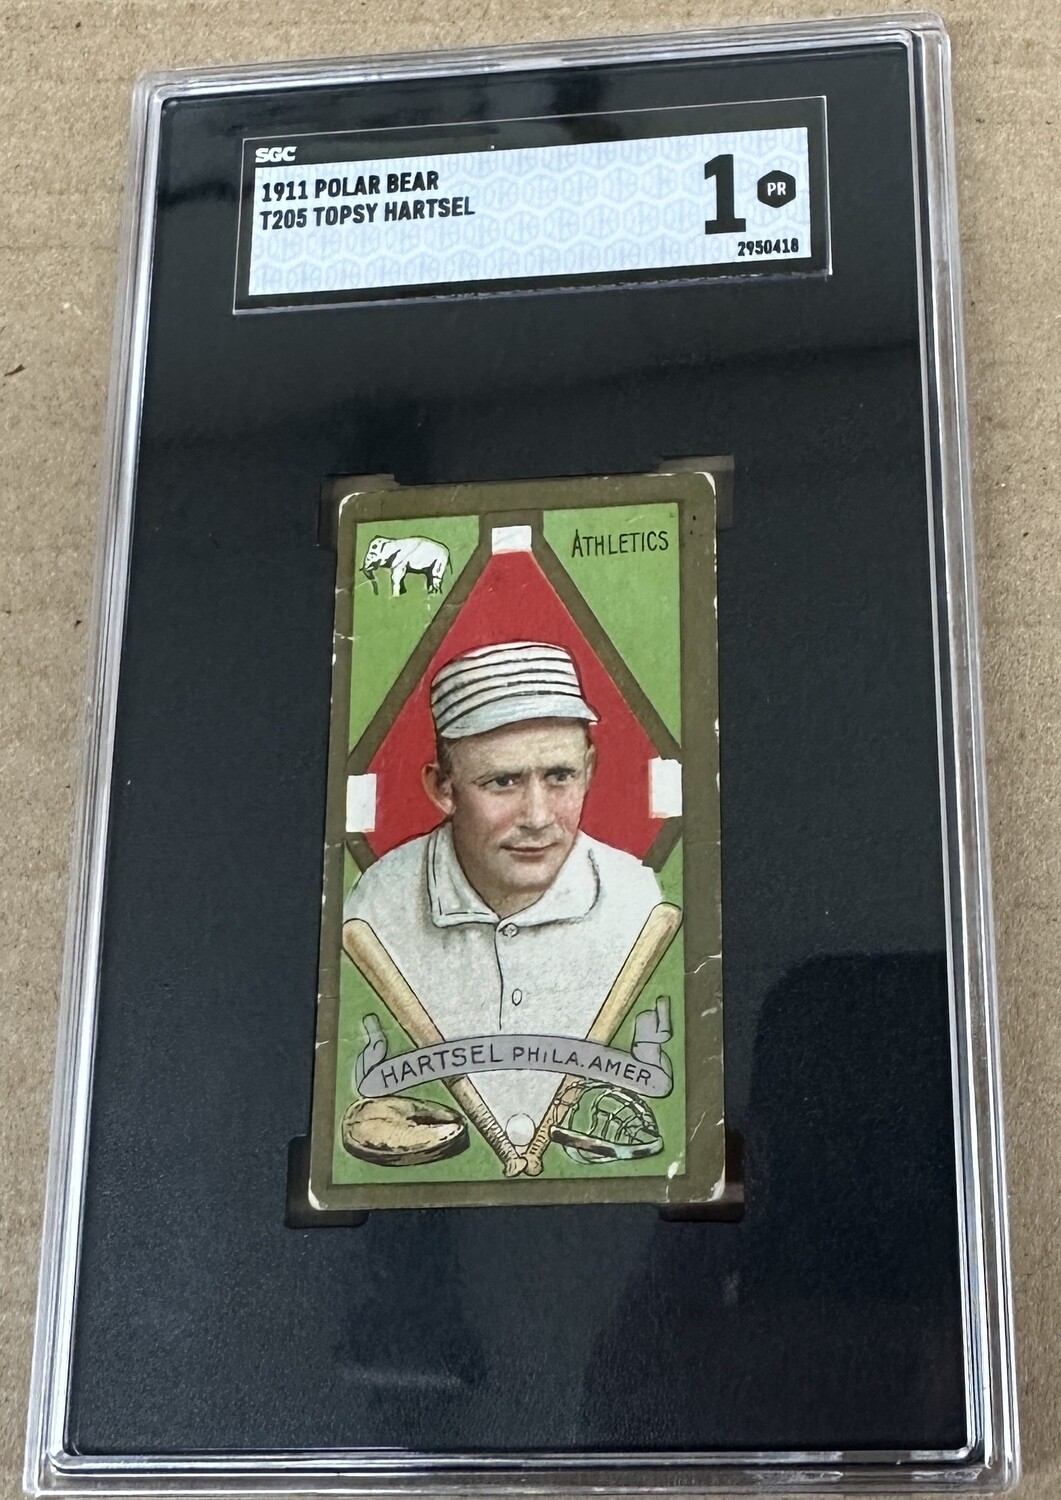 SGC
1911 POLAR BEAR
T205 TOPSY HARTSEL
1
PR
2950418
ATHLETICS
HARTSEL PHILA. AMER.